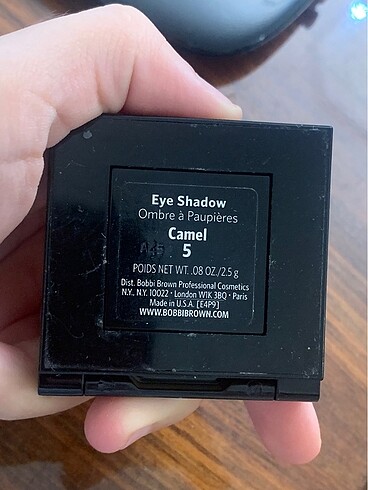 Eye Shadow
Ombre à Paupières
Camel
5
POIDS NET WT. .08 OZ./2.5 g
Dist. Bobbi Brown Professional Cosmetics
N.Y., N.Y. 10022 · London W1K 3BQ · Paris
Made in U.S.A. [E4P9]
WWW.BOBBIBROWN.COM